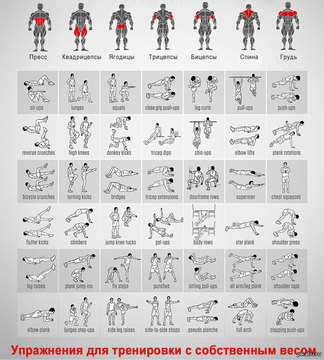 Пресс Квадрицепсы Ягодицы Трицепсы Бицепсы Спина Грудь
sit-ups lunges squats close grip push-ups leg curls pull-ups push-ups
reverse crunches high knees donkey kicks tricep dips chin-ups elbow lifts plank rotations
bicycle crunches turning kicks bridges tricep extensions doorframe rows superman chest squeezes
flutter kicks climbers jump knee tucks get-ups body rows star plank shoulder taps
leg raises plank jump-ins fly steps punches sitting pull-ups alt arm/leg plank shoulder press
elbow plank lunges step-ups side leg raises side-to-side chops pseudo planche full arch clapping push-ups
Упражнения для тренировки с собственным весом